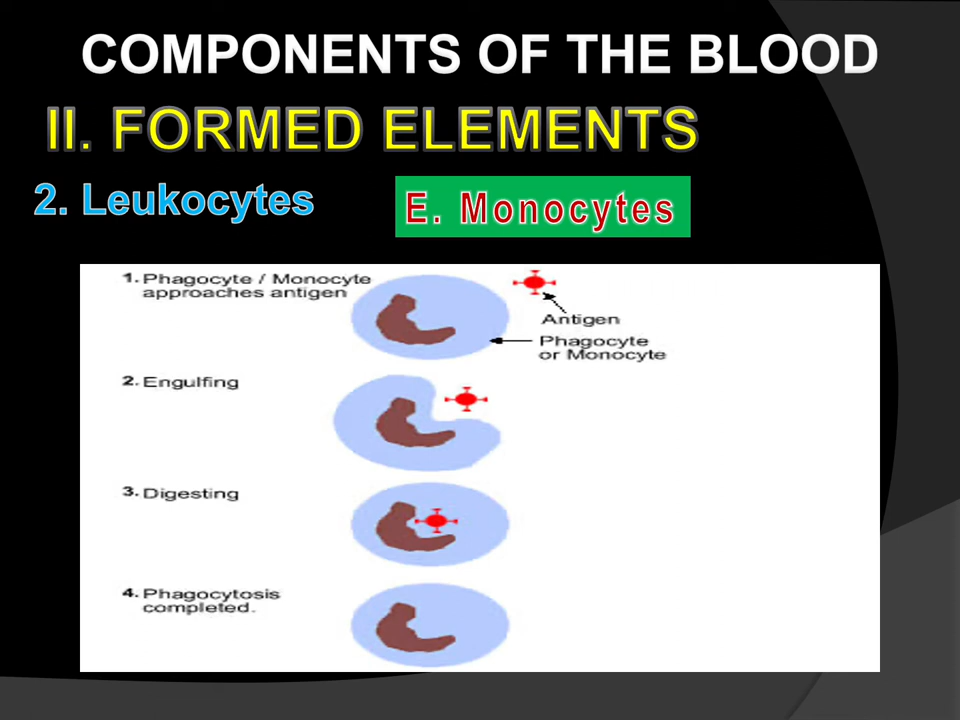 COMPONENTS OF THE BLOOD
II. FORMED ELEMENTS
2. Leukocytes
E. Monocytes
1. Phagocyte / Monocyte
approaches antigen
Antigen
Phagocyte
or Monocyte
2. Engulfing
3. Digesting
4. Phagocytosis
completed.